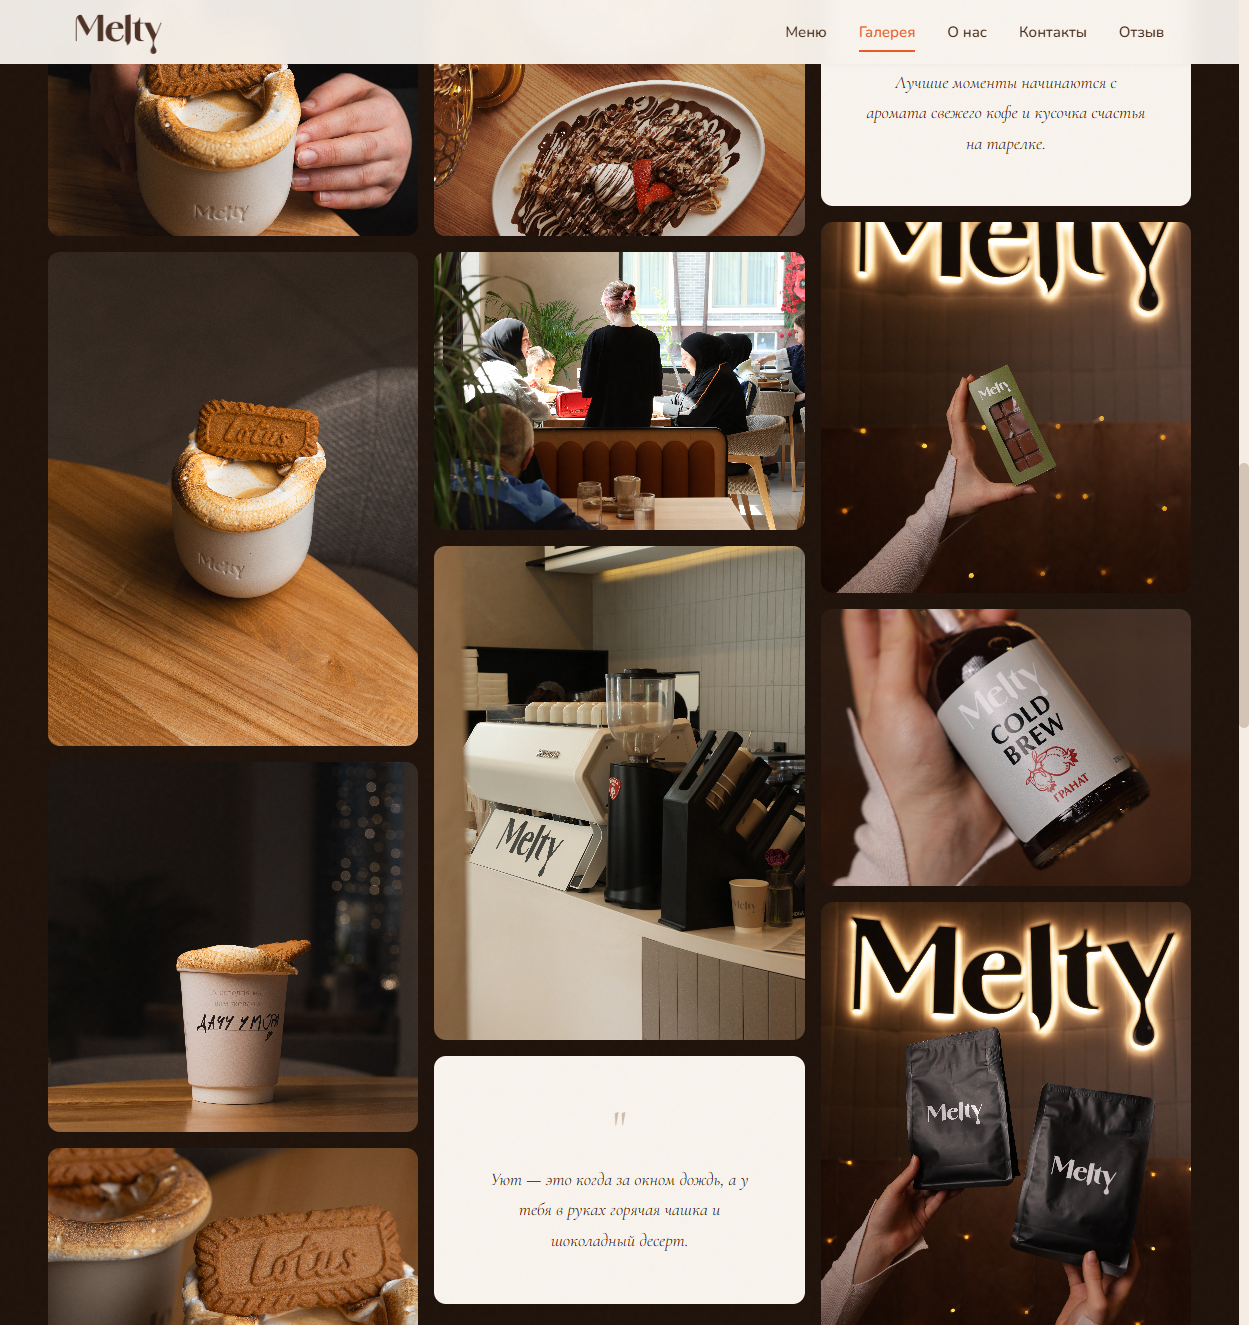 Melty
Меню
Галерея
О нас
Контакты
Отзыв
Лучшие моменты начинаются с
аромата свежего кофе и кусочка счастья
на тарелке.
Melty
Melty
Melty
Lotus
Melty
Melty
COLD
BREW
ГРАНАТ
Melty
Melty
ДАЧУ УМОРИ
Melty
Melty
Melty
"
Уют — это когда за окном дождь, а у
тебя в руках горячая чашка и
шоколадный десерт.
Lotus